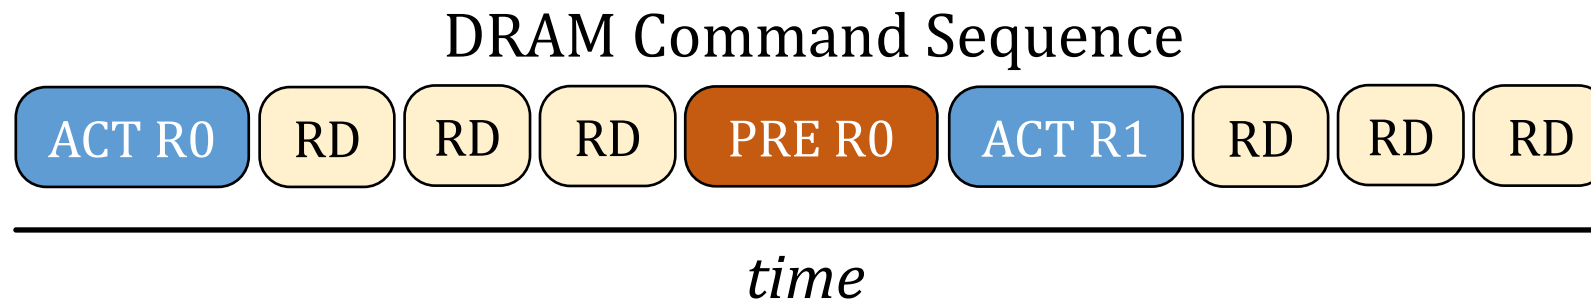 DRAM Command Sequence
ACT R0 RD RD RD PRE R0 ACT R1 RD RD RD
time